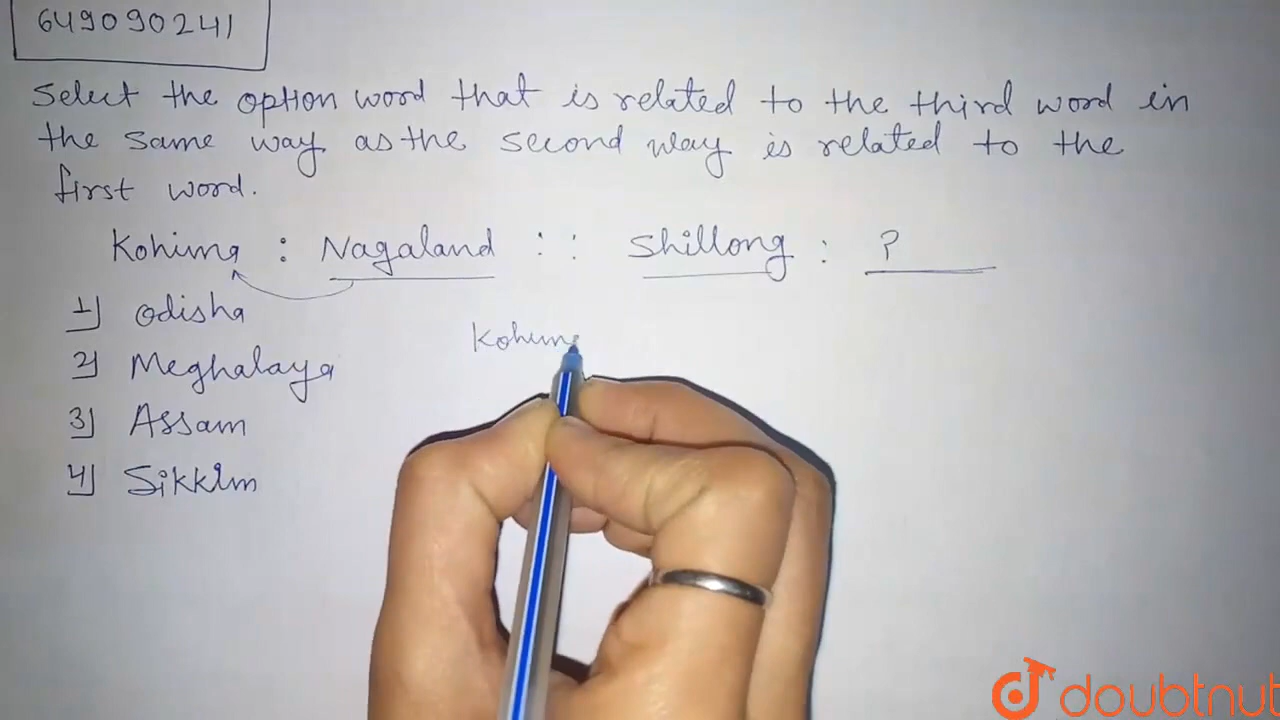 649090241
Select the option word that is related to the third word in
the same way as the second way is related to the
first word.
Kohima : Nagaland : : Shillong : ?
1) Odisha
2) Meghalaya
3) Assam
4) Sikkim
Kohima
doubtnut